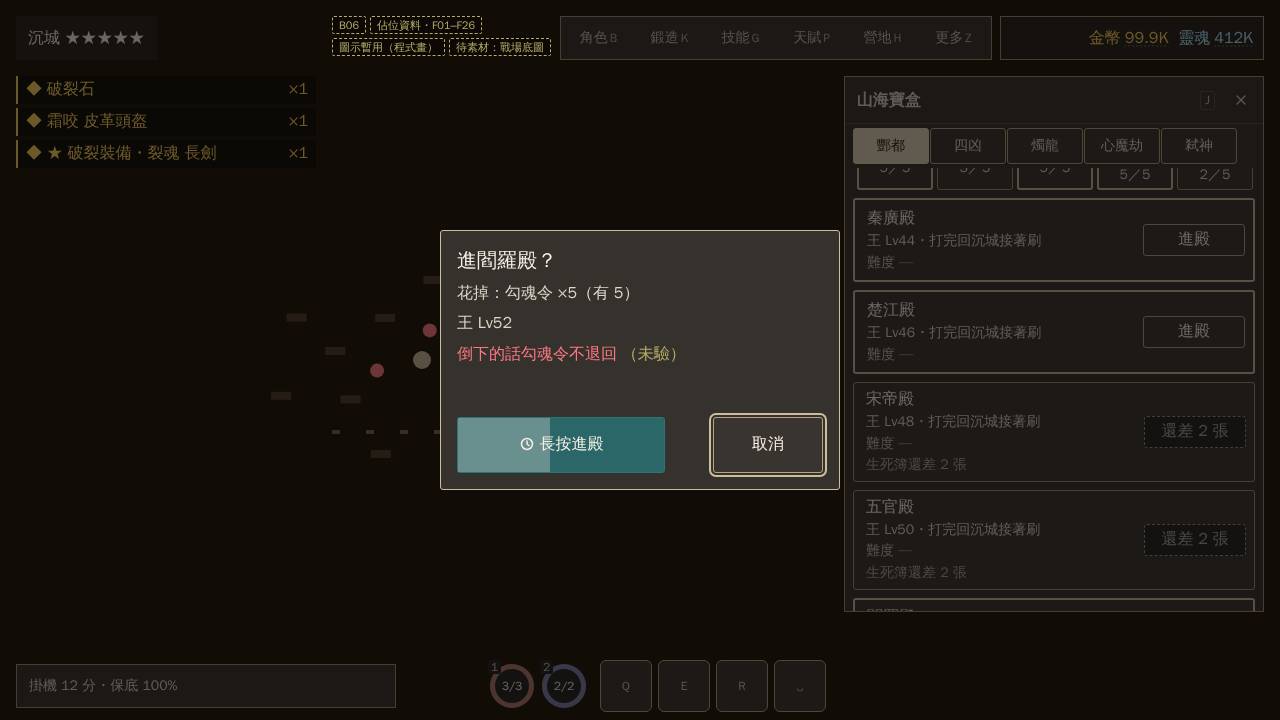 沉城 ★★★★★
B06 佔位資料・F01–F26
圖示暫用（程式畫） 待素材：戰場底圖
角色B 鍛造K 技能G 天賦P 營地H 更多Z
金幣 99.9K 靈魂 412K
◆ 破裂石 ×1
◆ 霜咬 皮革頭盔 ×1
◆ ★ 破裂裝備・裂魂 長劍 ×1
山海寶盒 J ✕
酆都 四凶 燭龍 心魔劫 弒神
5／5 2／5
秦廣殿
王 Lv44・打完回沉城接著刷
難度 —
進殿
楚江殿
王 Lv46・打完回沉城接著刷
難度 —
進殿
宋帝殿
王 Lv48・打完回沉城接著刷
難度 —
生死簿還差 2 張
還差 2 張
五官殿
王 Lv50・打完回沉城接著刷
難度 —
生死簿還差 2 張
還差 2 張
進閻羅殿？
花掉：勾魂令 ×5（有 5）
王 Lv52
倒下的話勾魂令不退回 （未驗）
長按進殿
取消
掛機 12 分・保底 100%
1 3/3 2 2/2 Q E R ␣